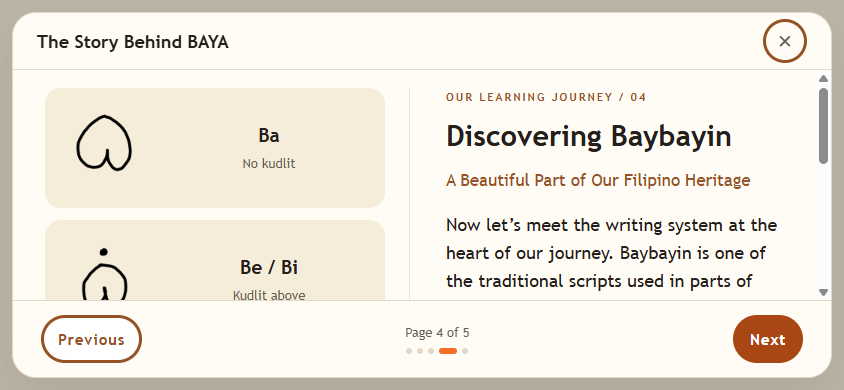 The Story Behind BAYA
ᜊ
Ba
No kudlit
ᜊᜒ
Be / Bi
Kudlit above
OUR LEARNING JOURNEY / 04
Discovering Baybayin
A Beautiful Part of Our Filipino Heritage
Now let’s meet the writing system at the
heart of our journey. Baybayin is one of
the traditional scripts used in parts of
Previous
Page 4 of 5
Next